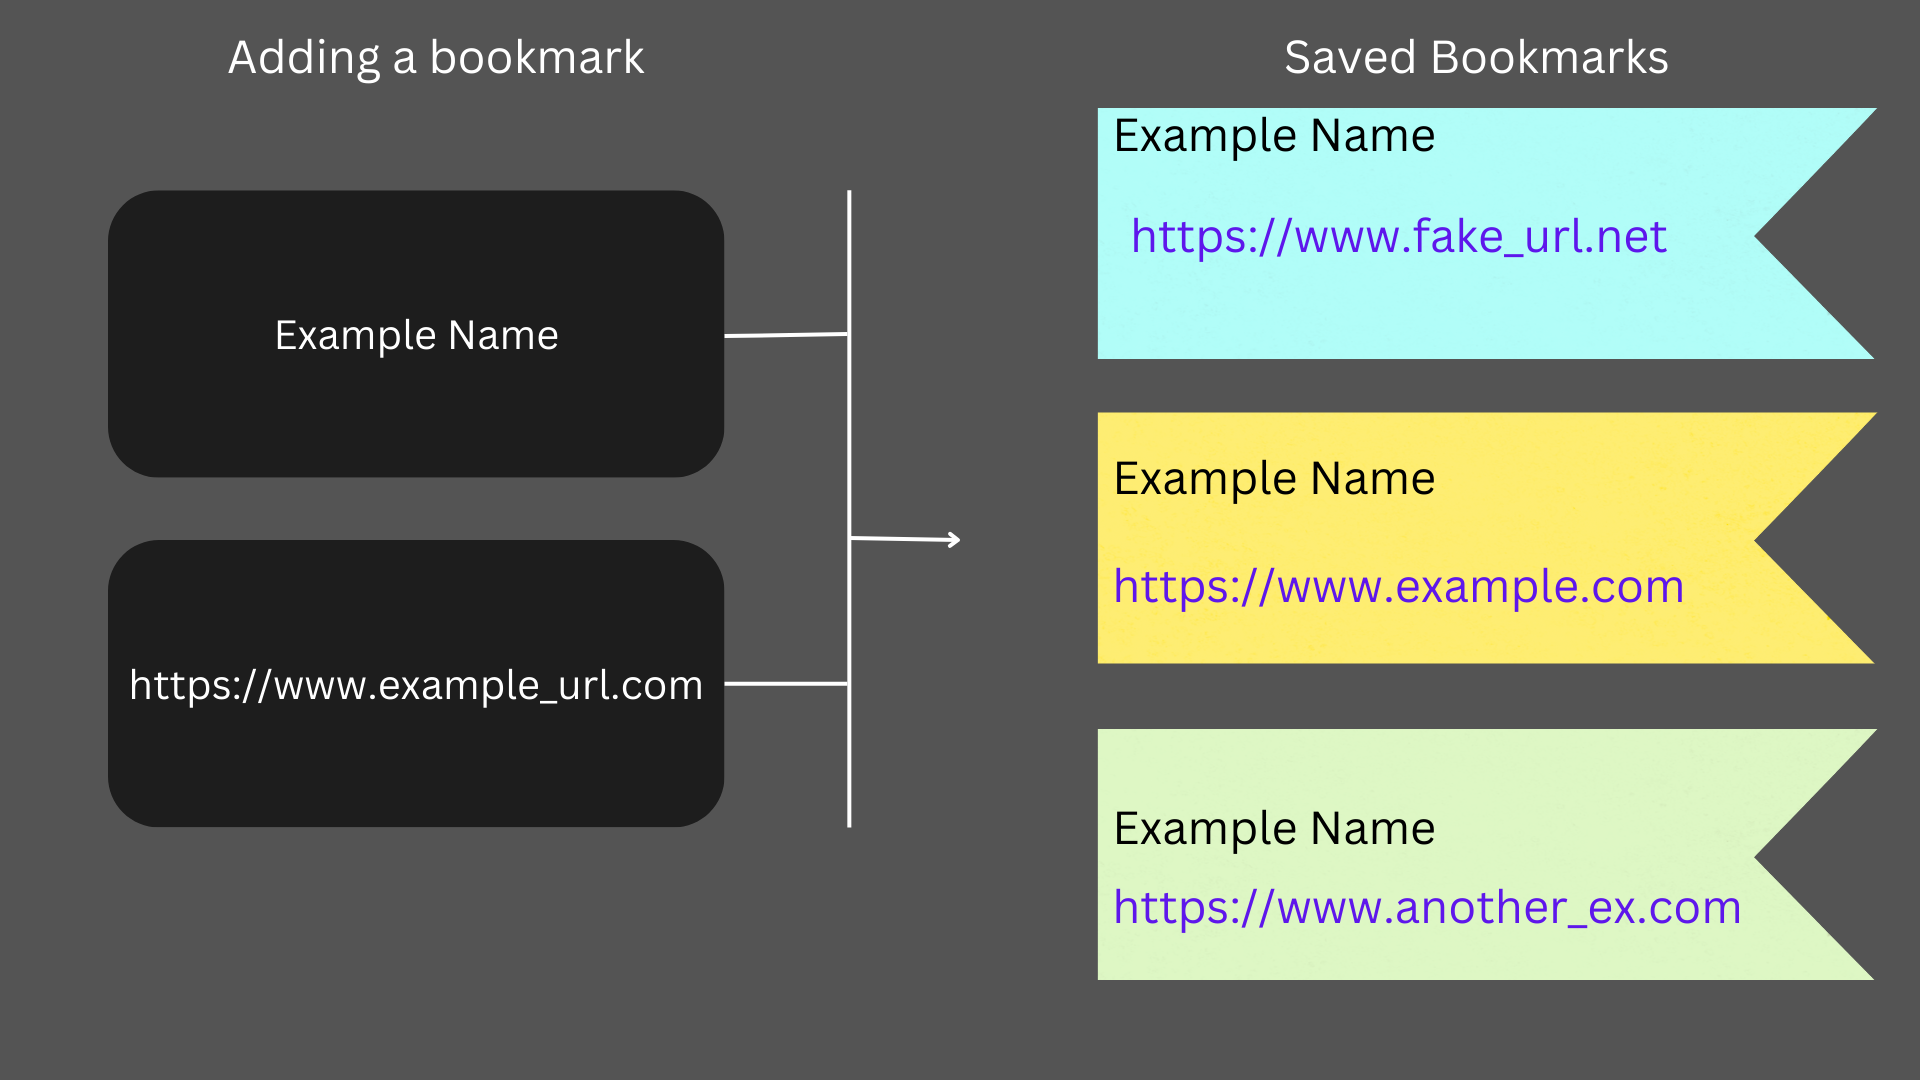 Adding a bookmark
Example Name
https://www.example_url.com
Saved Bookmarks
Example Name
https://www.fake_url.net
Example Name
https://www.example.com
Example Name
https://www.another_ex.com